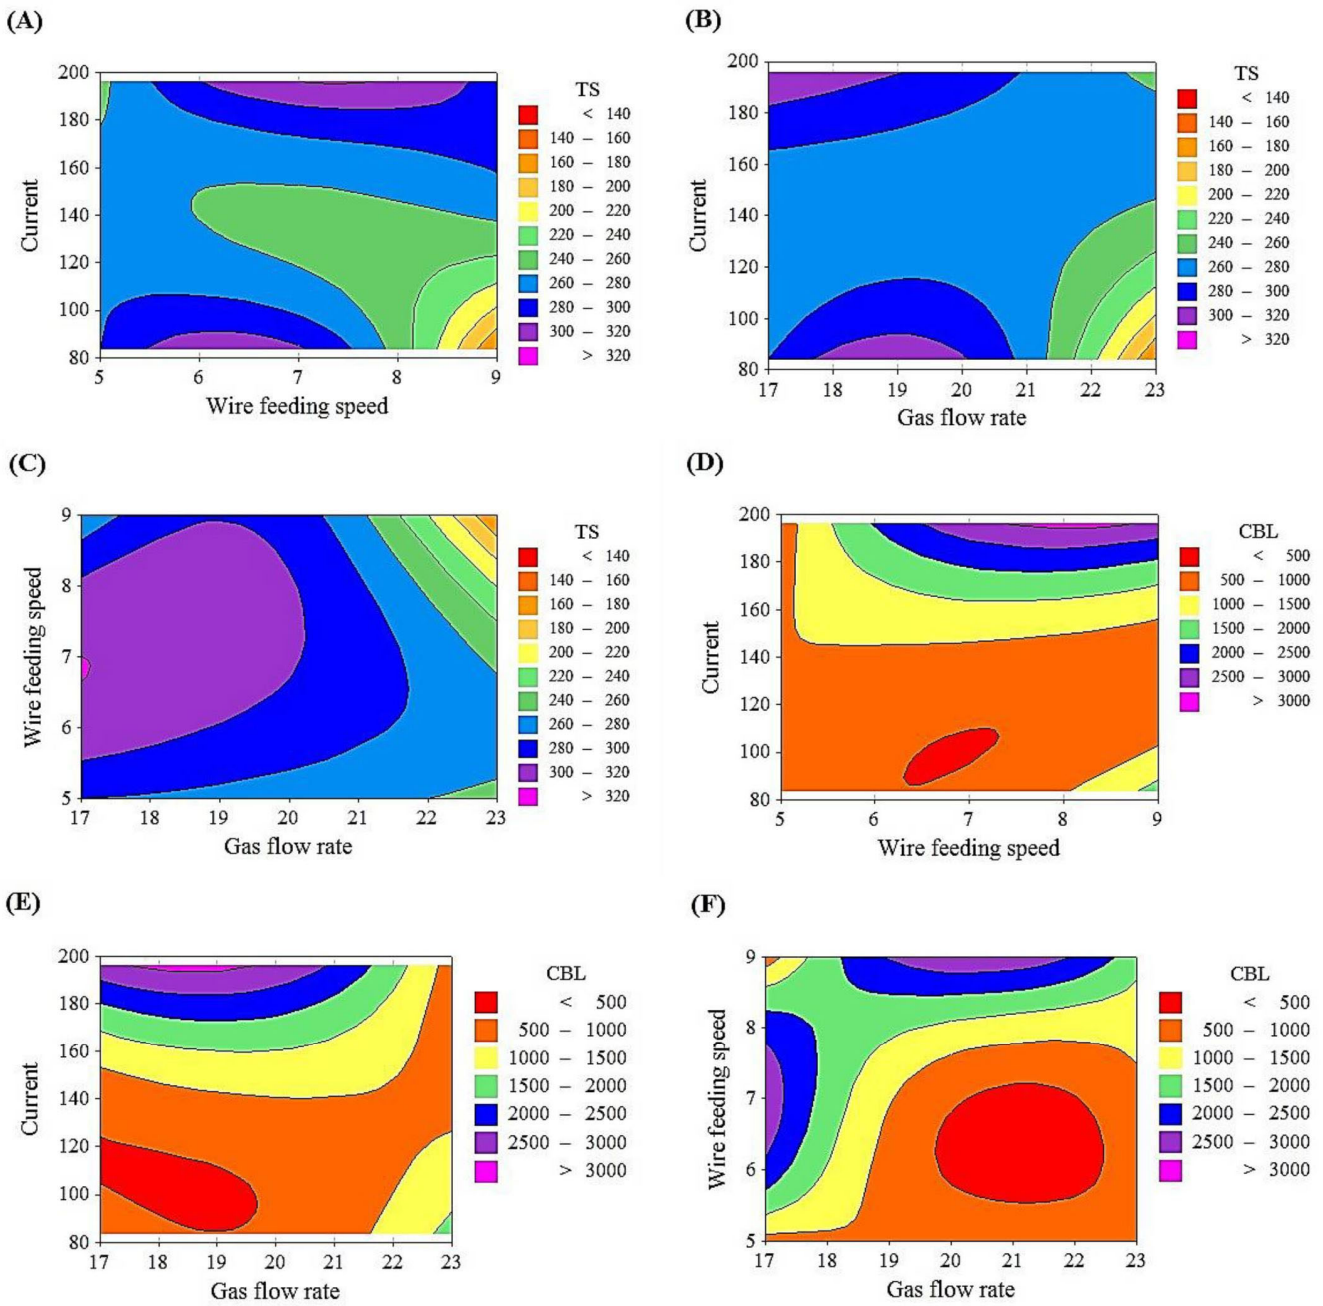 (A)
200
180
160
140
120
100
80
Current
5 6 7 8 9
Wire feeding speed
TS
< 140
140 – 160
160 – 180
180 – 200
200 – 220
220 – 240
240 – 260
260 – 280
280 – 300
300 – 320
> 320
(B)
200
180
160
140
120
100
80
Current
17 18 19 20 21 22 23
Gas flow rate
TS
< 140
140 – 160
160 – 180
180 – 200
200 – 220
220 – 240
240 – 260
260 – 280
280 – 300
300 – 320
> 320
(C)
9
8
7
6
5
Wire feeding speed
17 18 19 20 21 22 23
Gas flow rate
TS
< 140
140 – 160
160 – 180
180 – 200
200 – 220
220 – 240
240 – 260
260 – 280
280 – 300
300 – 320
> 320
(D)
200
180
160
140
120
100
80
Current
5 6 7 8 9
Wire feeding speed
CBL
< 500
500 – 1000
1000 – 1500
1500 – 2000
2000 – 2500
2500 – 3000
> 3000
(E)
200
180
160
140
120
100
80
Current
17 18 19 20 21 22 23
Gas flow rate
CBL
< 500
500 – 1000
1000 – 1500
1500 – 2000
2000 – 2500
2500 – 3000
> 3000
(F)
9
8
7
6
5
Wire feeding speed
17 18 19 20 21 22 23
Gas flow rate
CBL
< 500
500 – 1000
1000 – 1500
1500 – 2000
2000 – 2500
2500 – 3000
> 3000